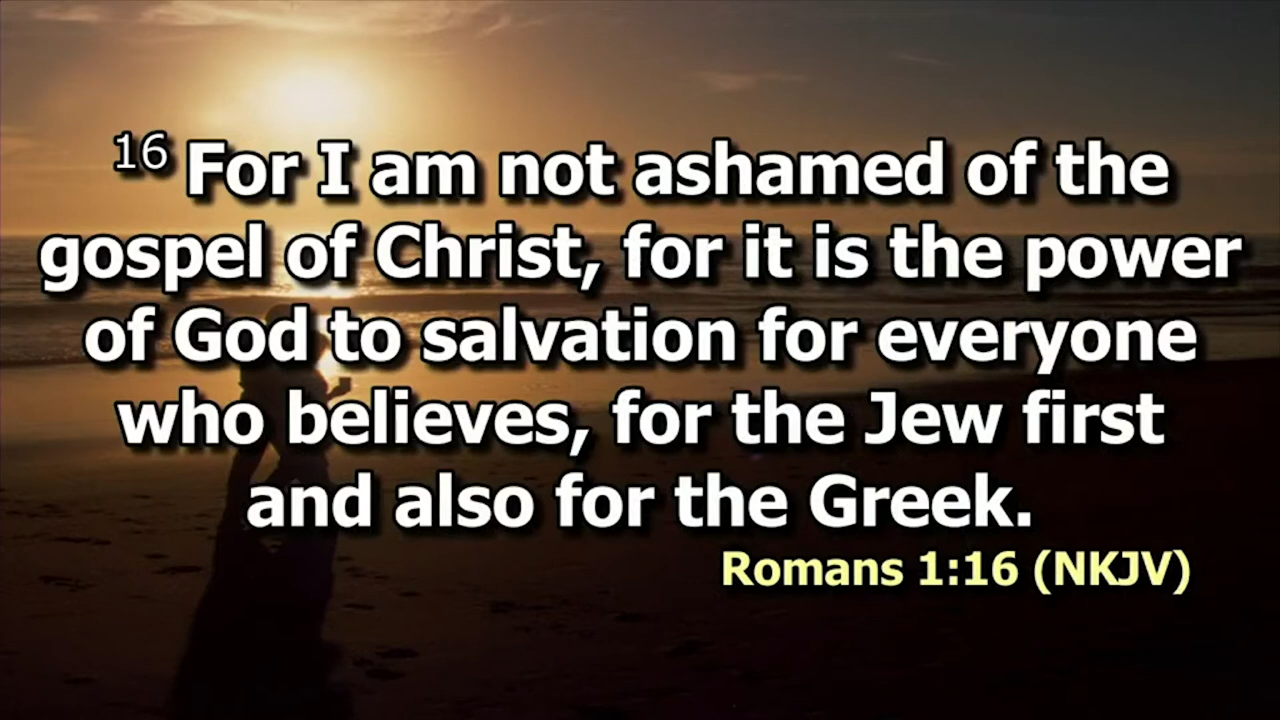 16 For I am not ashamed of the
gospel of Christ, for it is the power
of God to salvation for everyone
who believes, for the Jew first
and also for the Greek.
Romans 1:16 (NKJV)